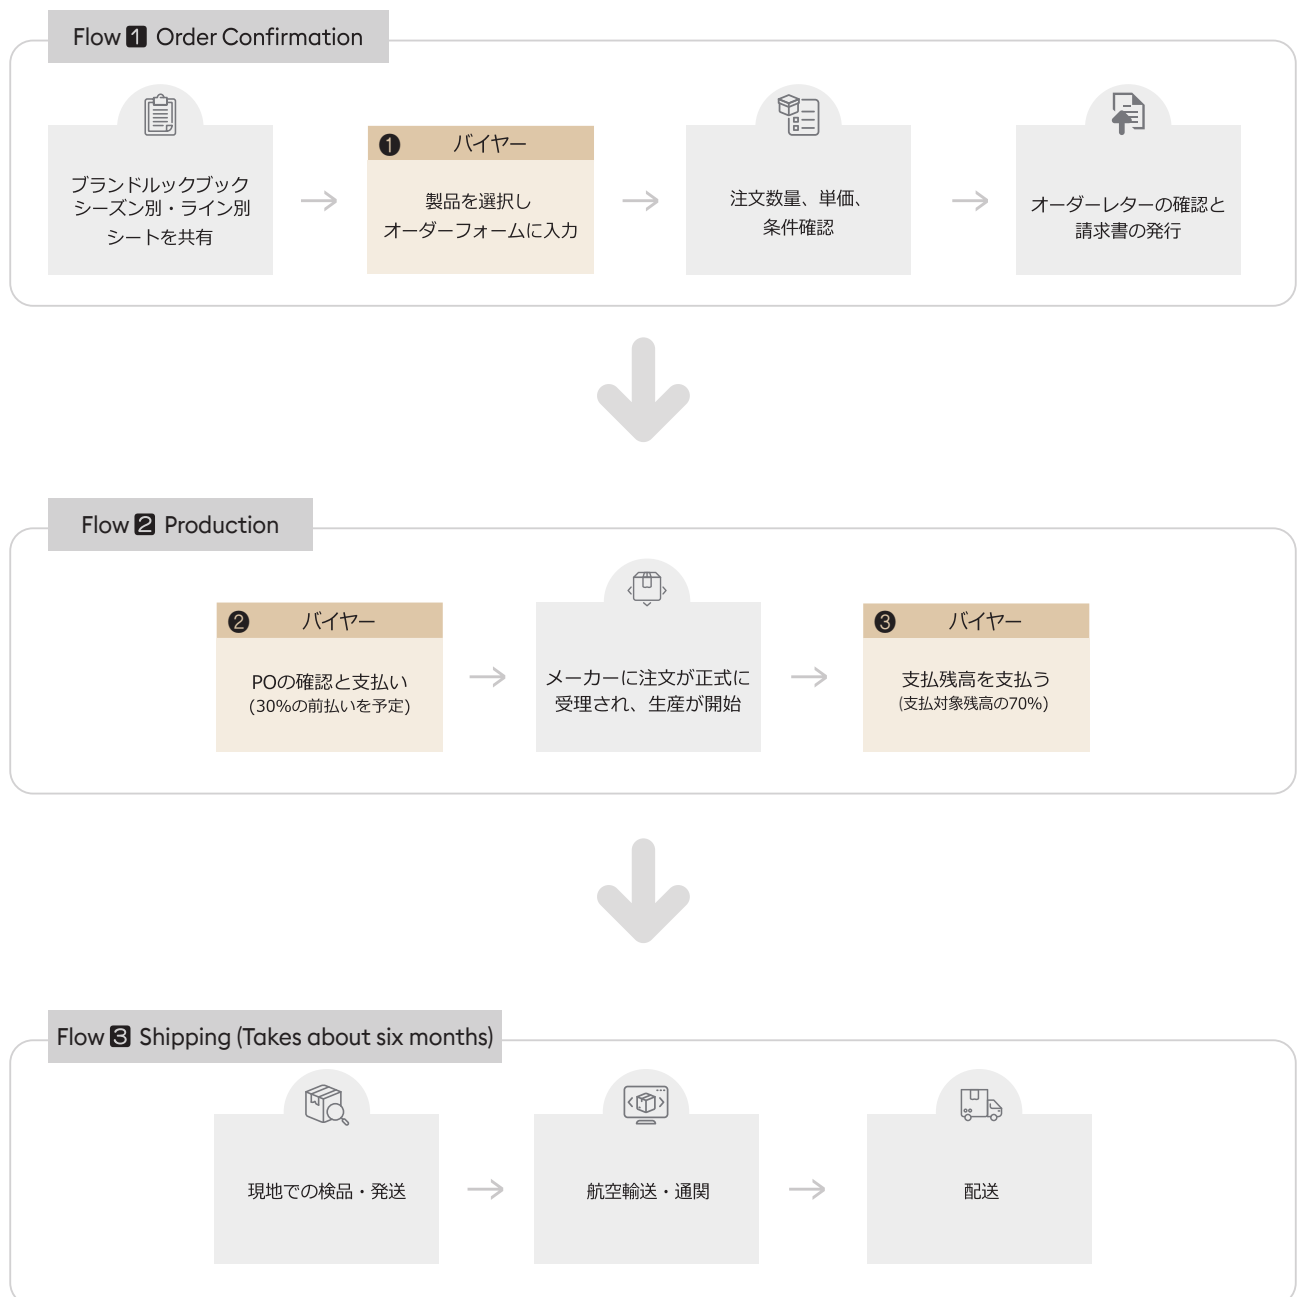 Flow 1 Order Confirmation
ブランドルックブック
シーズン別・ライン別
シートを共有
❶ バイヤー
製品を選択し
オーダーフォームに入力
注文数量、単価、
条件確認
オーダーレターの確認と
請求書の発行
Flow 2 Production
❷ バイヤー
POの確認と支払い
(30%の前払いを予定)
メーカーに注文が正式に
受理され、生産が開始
❸ バイヤー
支払残高を支払う
(支払対象残高の70%)
Flow 3 Shipping (Takes about six months)
現地での検品・発送
航空輸送・通関
配送